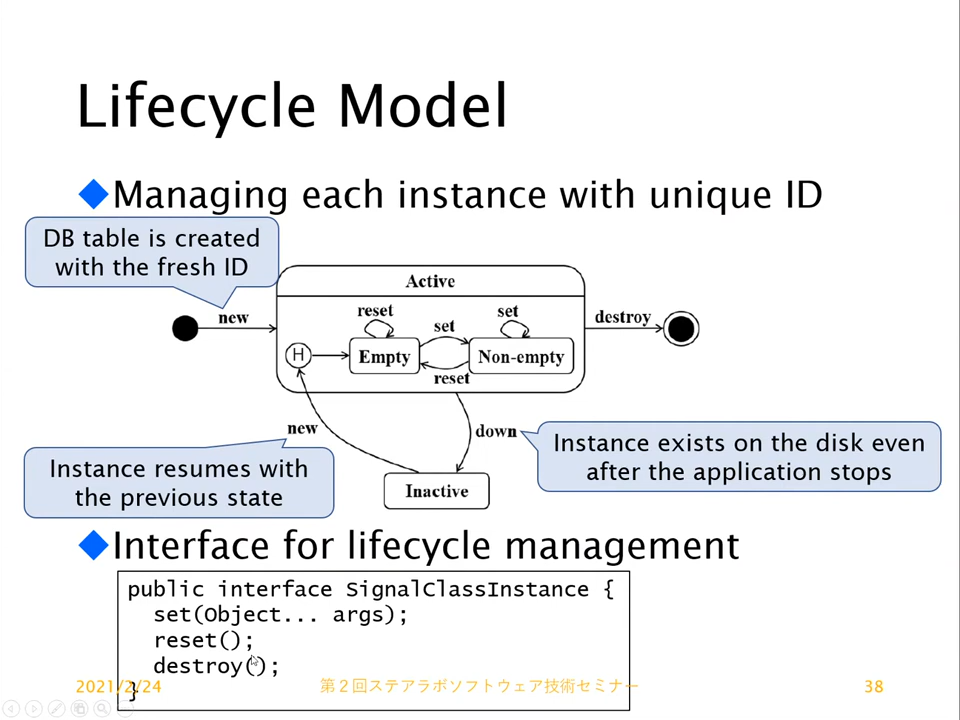 Lifecycle Model
Managing each instance with unique ID
DB table is created
with the fresh ID
Active
new
reset
set
set
destroy
H
Empty
Non-empty
reset
new
down
Instance exists on the disk even
after the application stops
Instance resumes with
the previous state
Inactive
Interface for lifecycle management
public interface SignalClassInstance {
set(Object... args);
reset();
destroy();
}
2021/2/24
第２回ステアラボソフトウェア技術セミナー
38